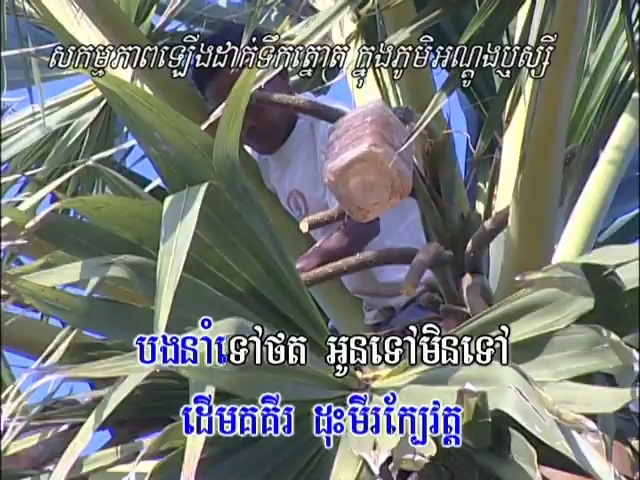 សកម្មភាពឡើងដាក់ទឹកត្នោត ក្នុងភូមិអណ្តូងឬស្សី
បងនាំទៅថត អូនទៅមិនទៅ
ដើមគគីរ ដុះមីរក្បែរវត្ត